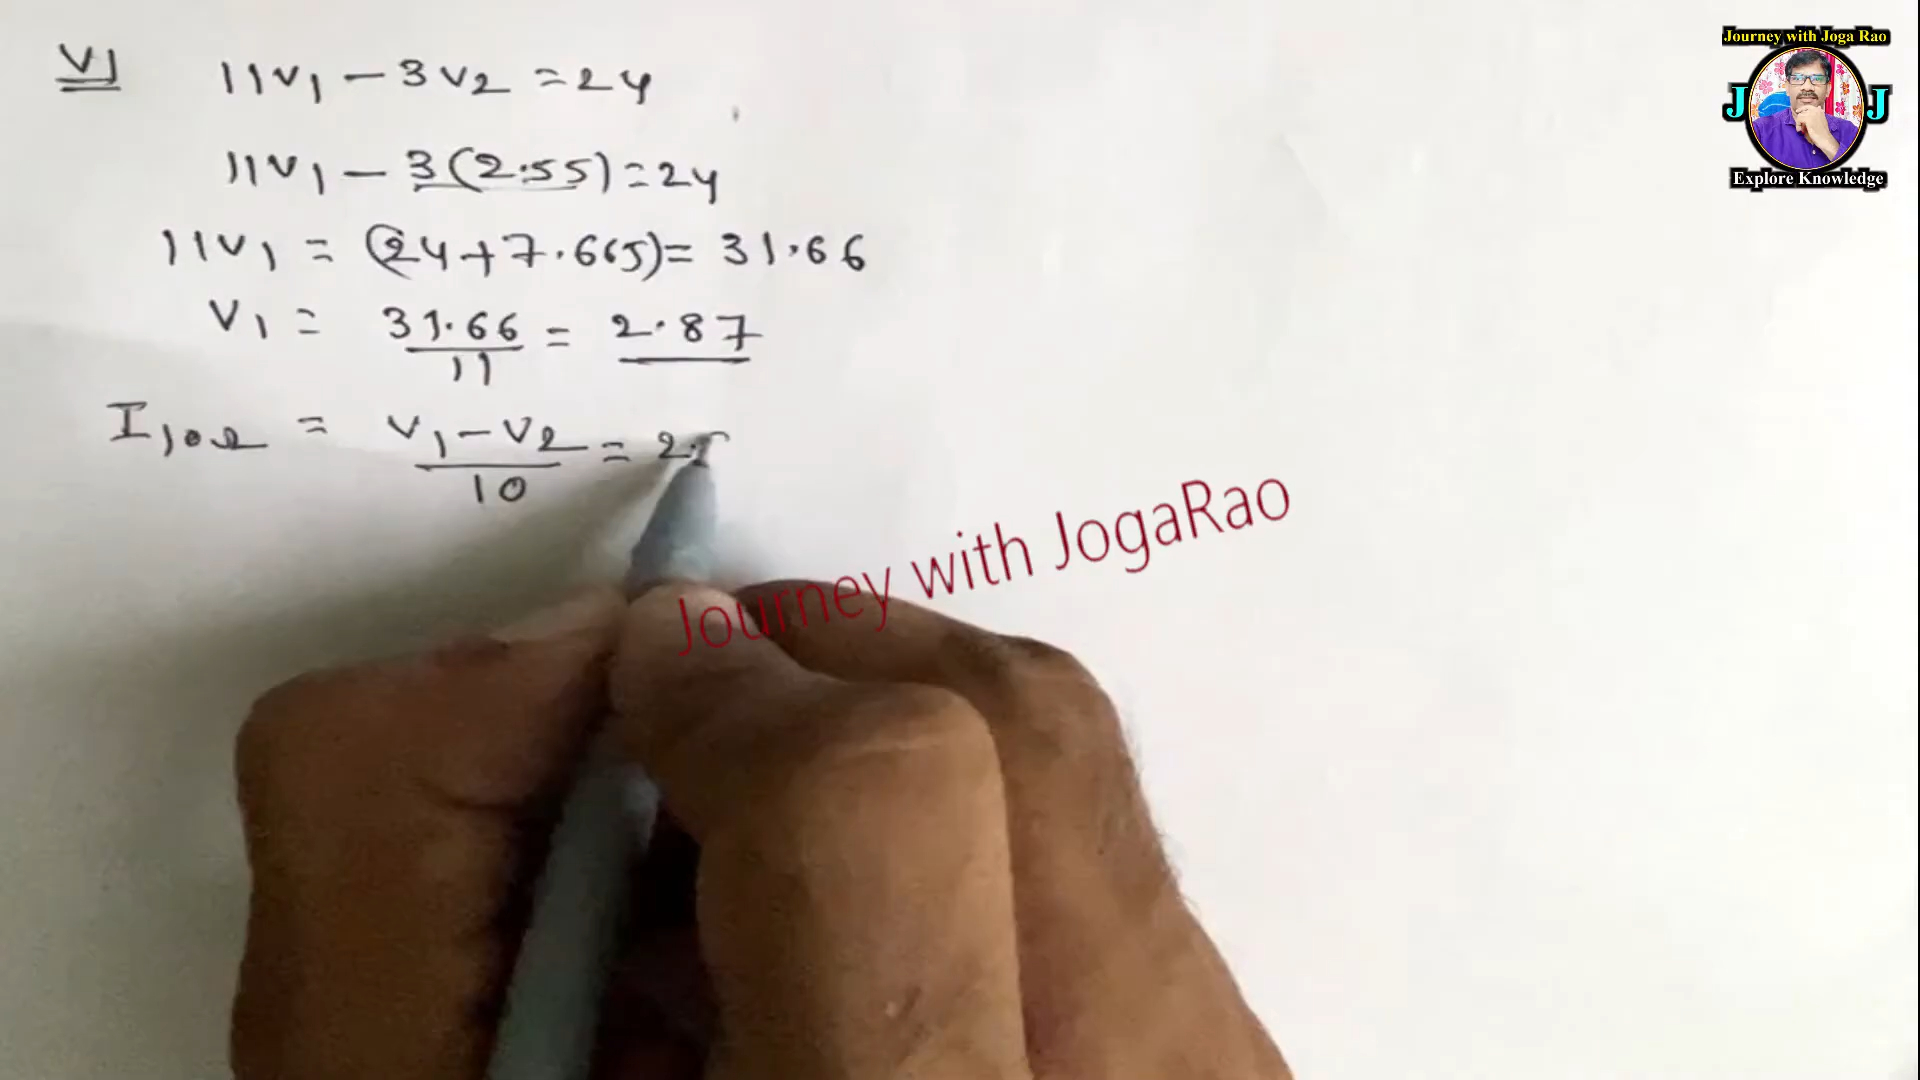 V1
11V1 - 3V2 = 24
11V1 - 3(2.55) = 24
11V1 = (24+7.665) = 31.66
V1 = 31.66/11 = 2.87
I10Ω = V1-V2/10 = 2.
Journey with JogaRao
Journey with Joga Rao
J J
Explore Knowledge